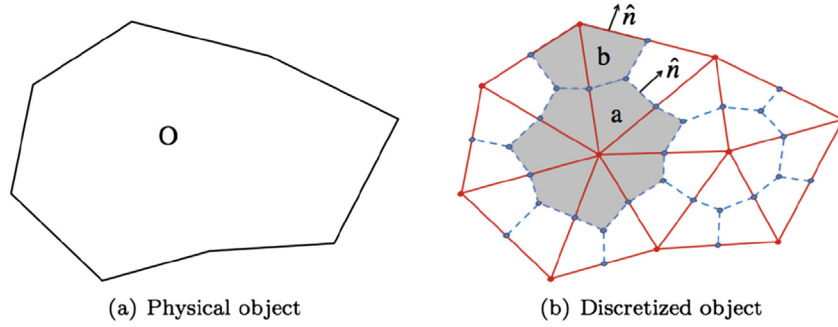 O
n̂
b
n̂
a
(a) Physical object
(b) Discretized object